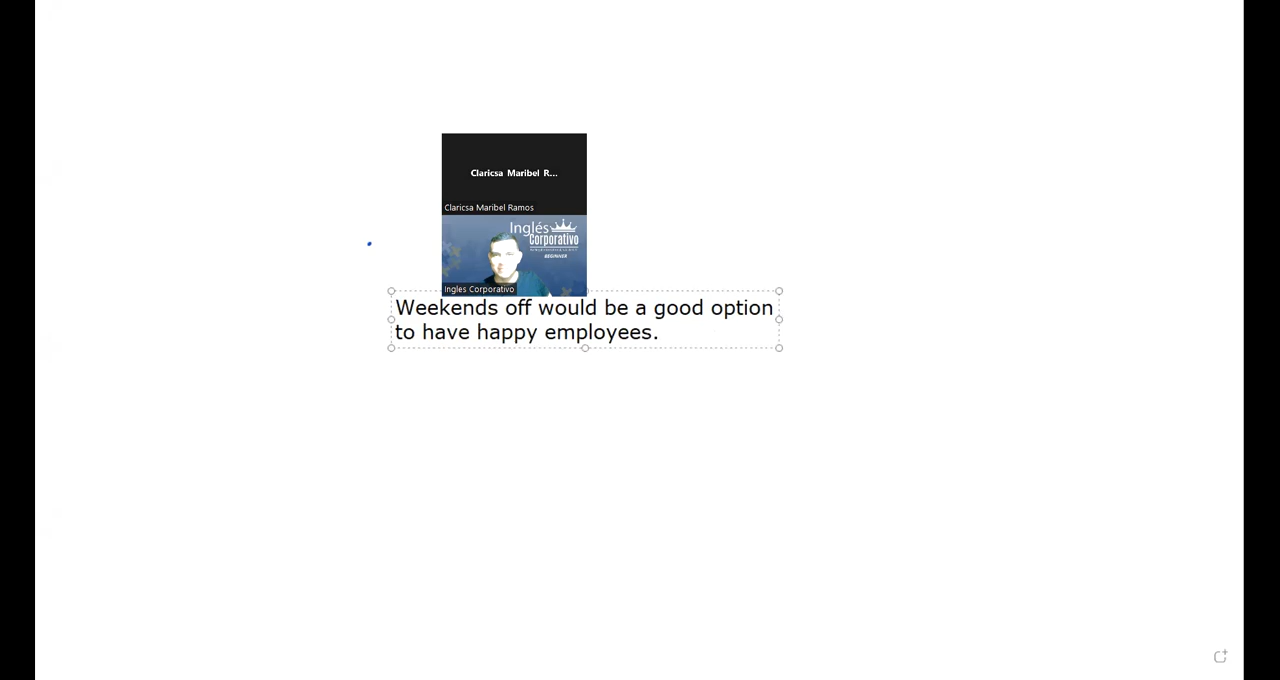 Claricsa Maribel R...
Claricsa Maribel Ramos
Inglés
Corporativo
BEGINNER
Ingles Corporativo
Weekends off would be a good option
to have happy employees.